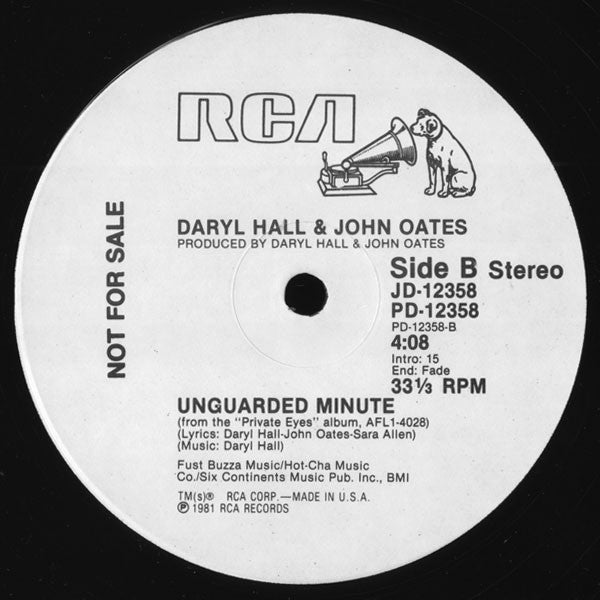 RCA
NOT FOR SALE
DARYL HALL & JOHN OATES
PRODUCED BY DARYL HALL & JOHN OATES
Side B Stereo
JD-12358
PD-12358
PD-12358-B
4:08
Intro: 15
End: Fade
33⅓ RPM
UNGUARDED MINUTE
(from the "Private Eyes" album, AFL1-4028)
(Lyrics: Daryl Hall-John Oates-Sara Allen)
(Music: Daryl Hall)
Fust Buzza Music/Hot-Cha Music
Co./Six Continents Music Pub. Inc., BMI
TM(s)® RCA CORP.—MADE IN U.S.A.
℗ 1981 RCA RECORDS